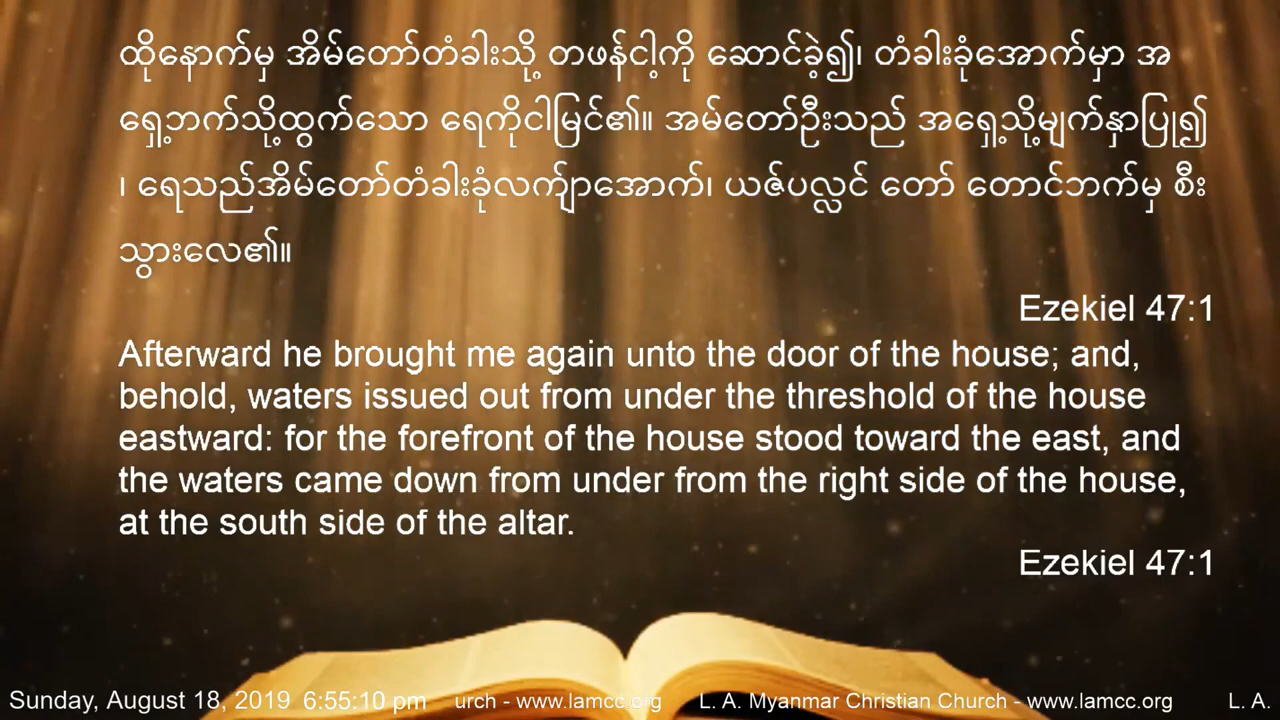 ထိုနောက်မှ အိမ်တော်တံခါးသို့ တဖန်ငါ့ကို ဆောင်ခဲ့၍၊ တံခါးခုံအောက်မှာ အ
ရှေ့ဘက်သို့ထွက်သော ရေကိုငါမြင်၏။ အမ်တော်ဦးသည် အရှေ့သို့မျက်နှာပြု၍
၊ ရေသည်အိမ်တော်တံခါးခုံလက်ျာအောက်၊ ယဇ်ပလ္လင် တော် တောင်ဘက်မှ စီး
သွားလေ၏။
Ezekiel 47:1
Afterward he brought me again unto the door of the house; and,
behold, waters issued out from under the threshold of the house
eastward: for the forefront of the house stood toward the east, and
the waters came down from under from the right side of the house,
at the south side of the altar.
Ezekiel 47:1
Sunday, August 18, 2019 6:55:10 pm urch - www.lamcc.org L. A. Myanmar Christian Church - www.lamcc.org L. A.